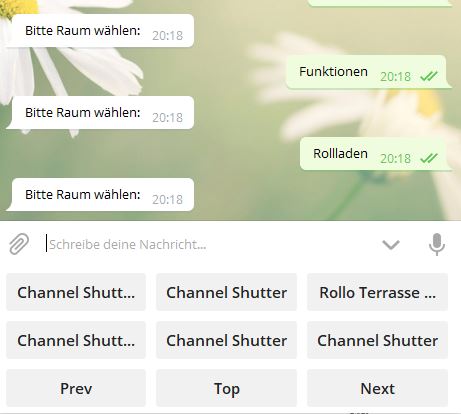 Bitte Raum wählen: 20:18
Funktionen 20:18
Bitte Raum wählen: 20:18
Rollladen 20:18
Bitte Raum wählen: 20:18
Schreibe deine Nachricht...
Channel Shutt... Channel Shutter Rollo Terrasse ...
Channel Shutt... Channel Shutter Channel Shutter
Prev Top Next